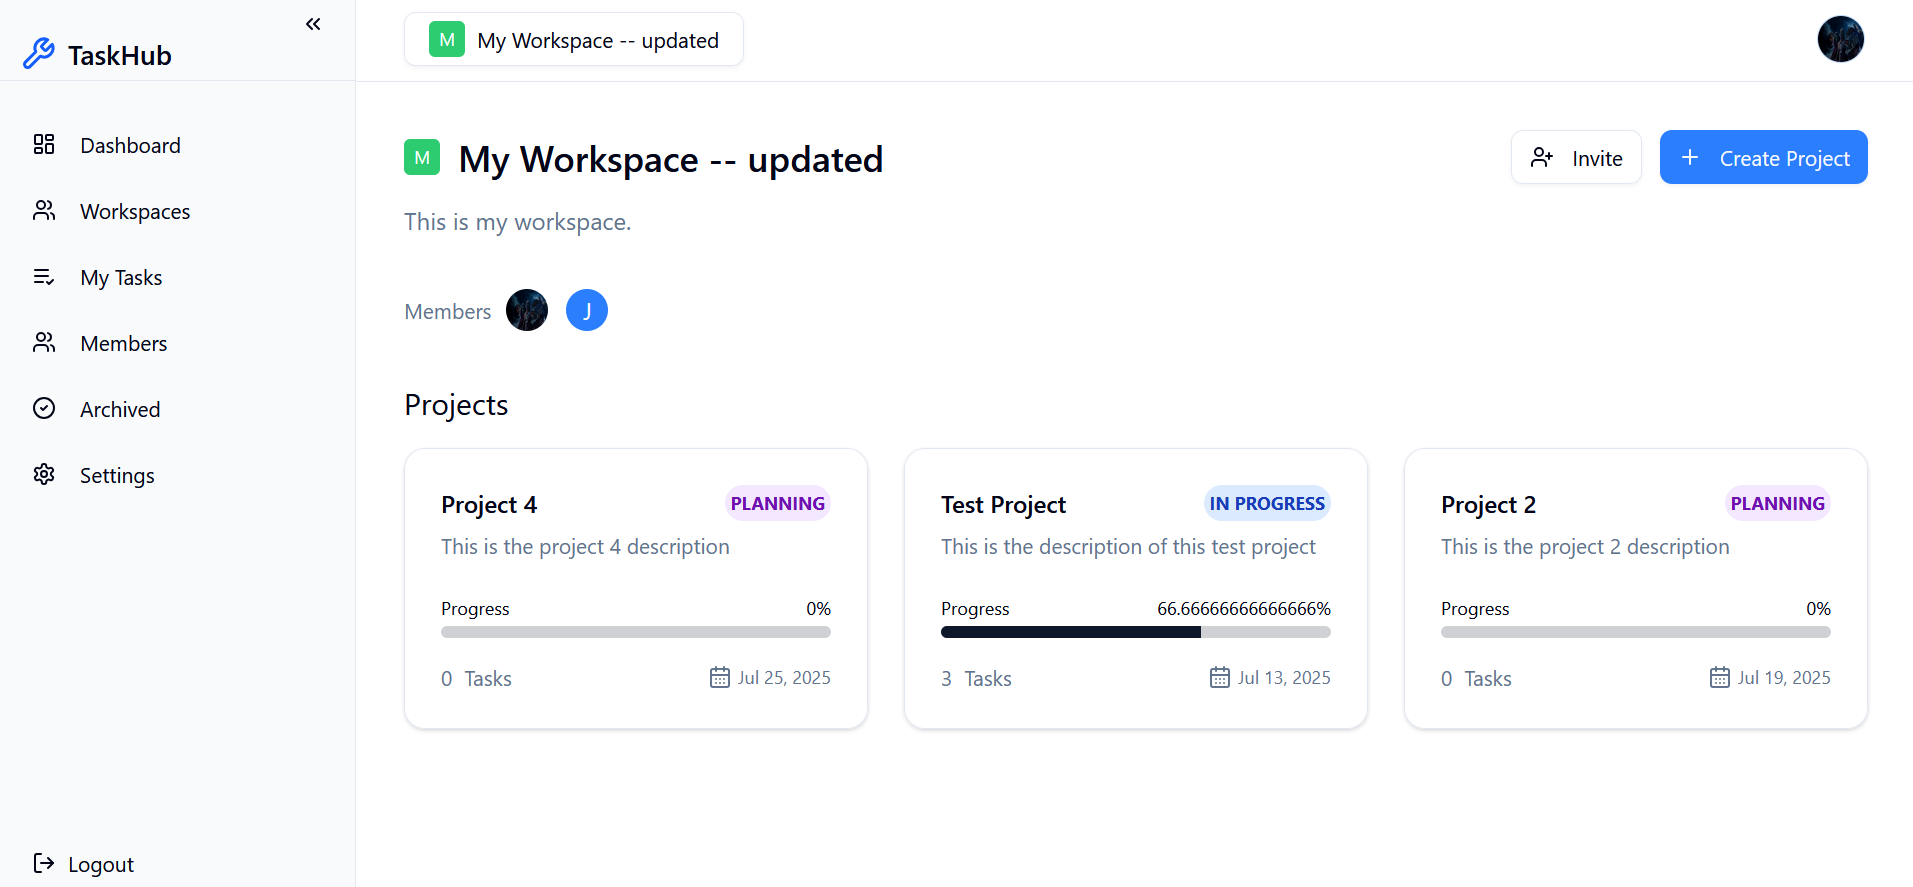 TaskHub
Dashboard
Workspaces
My Tasks
Members
Archived
Settings
Logout
M My Workspace -- updated
M My Workspace -- updated
Invite
Create Project
This is my workspace.
Members J
Projects
Project 4 PLANNING
This is the project 4 description
Progress 0%
0 Tasks Jul 25, 2025
Test Project IN PROGRESS
This is the description of this test project
Progress 66.66666666666666%
3 Tasks Jul 13, 2025
Project 2 PLANNING
This is the project 2 description
Progress 0%
0 Tasks Jul 19, 2025